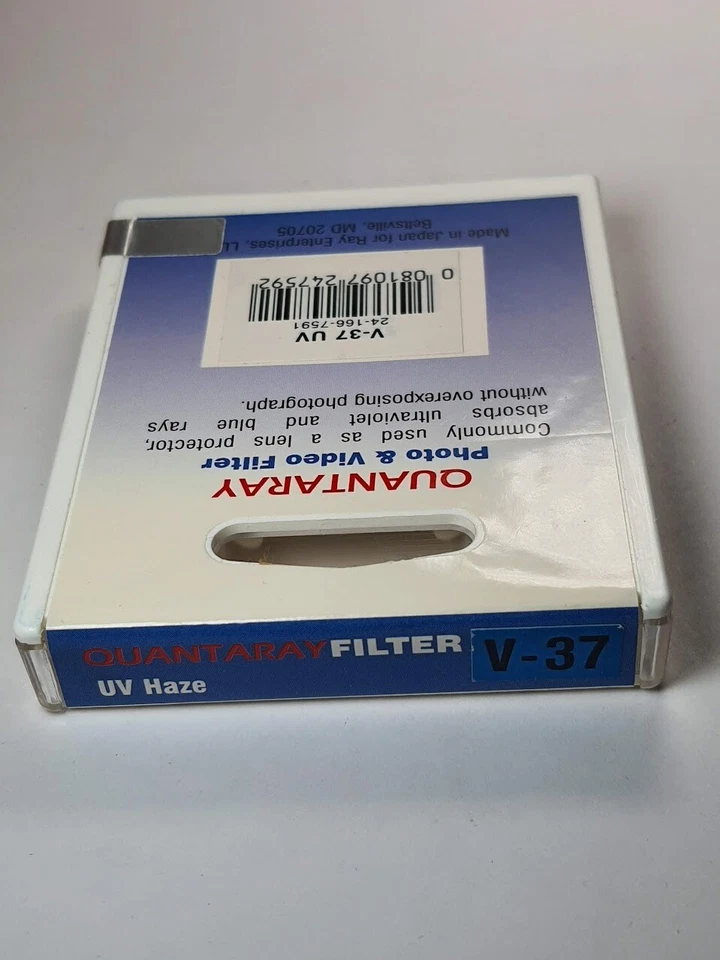 QUANTARAY
Photo & Video Filter
Commonly used as a lens protector,
absorbs ultraviolet and blue rays
without overexposing photograph.
V-37 UV
24-166-7591
0 081097 247592
Made in Japan for Ray Enterprises, LL
Beltsville, MD 20705
QUANTARAY FILTER V-37
UV Haze